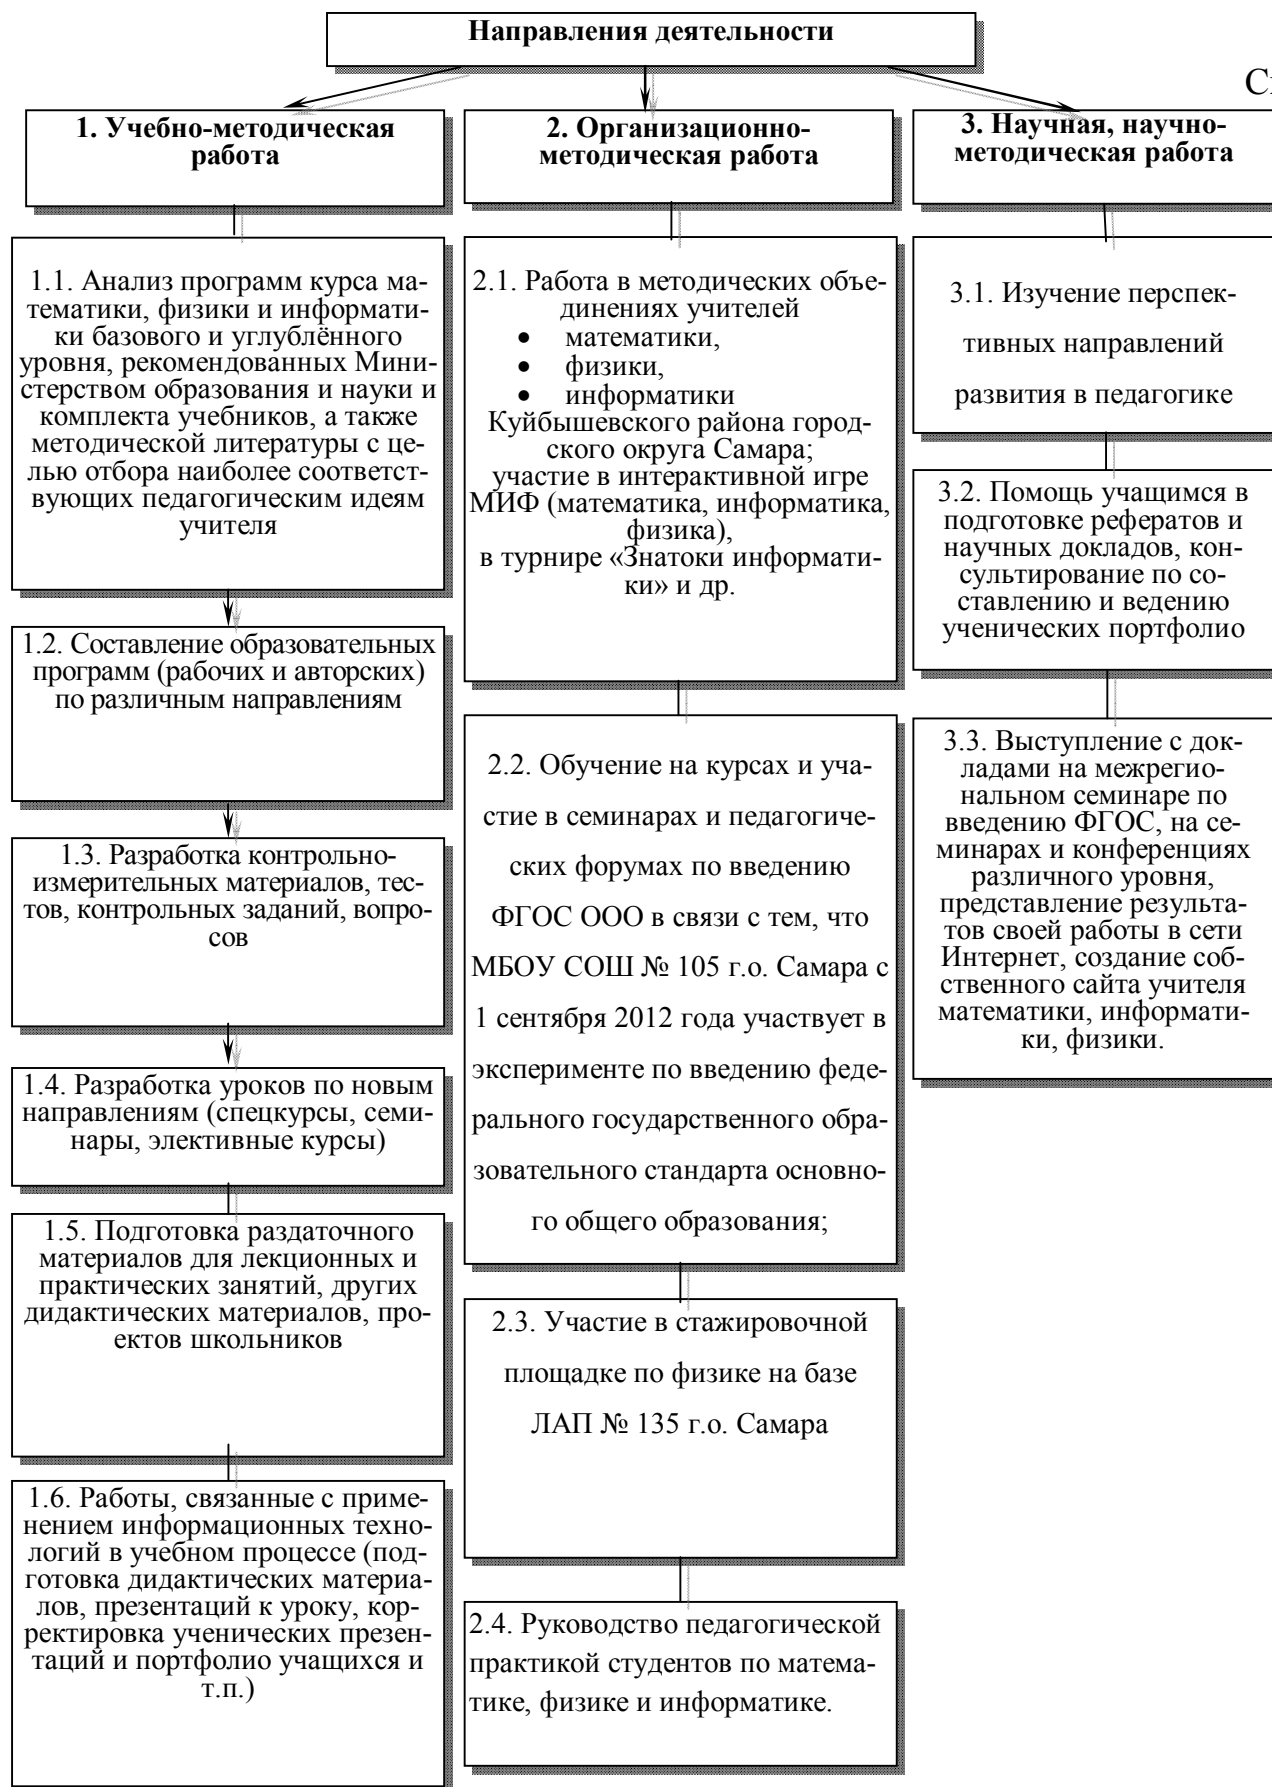 Направления деятельности
1. Учебно-методическая
работа
1.1. Анализ программ курса ма-
тематики, физики и информати-
ки базового и углублённого
уровня, рекомендованных Мини-
стерством образования и науки и
комплекта учебников, а также
методической литературы с це-
лью отбора наиболее соответст-
вующих педагогическим идеям
учителя
1.2. Составление образовательных
программ (рабочих и авторских)
по различным направлениям
1.3. Разработка контрольно-
измерительных материалов, тес-
тов, контрольных заданий, вопро-
сов
1.4. Разработка уроков по новым
направлениям (спецкурсы, семи-
нары, элективные курсы)
1.5. Подготовка раздаточного
материалов для лекционных и
практических занятий, других
дидактических материалов, про-
ектов школьников
1.6. Работы, связанные с приме-
нением информационных техно-
логий в учебном процессе (под-
готовка дидактических материа-
лов, презентаций к уроку, кор-
ректировка ученических презен-
таций и портфолио учащихся и
т.п.)
2. Организационно-
методическая работа
2.1. Работа в методических объе-
динениях учителей
• математики,
• физики,
• информатики
Куйбышевского района город-
ского округа Самара;
участие в интерактивной игре
МИФ (математика, информатика,
физика),
в турнире «Знатоки информати-
ки» и др.
2.2. Обучение на курсах и уча-
стие в семинарах и педагогиче-
ских форумах по введению
ФГОС ООО в связи с тем, что
МБОУ СОШ № 105 г.о. Самара с
1 сентября 2012 года участвует в
эксперименте по введению феде-
рального государственного обра-
зовательного стандарта основно-
го общего образования;
2.3. Участие в стажировочной
площадке по физике на базе
ЛАП № 135 г.о. Самара
2.4. Руководство педагогической
практикой студентов по матема-
тике, физике и информатике.
3. Научная, научно-
методическая работа
3.1. Изучение перспек-
тивных направлений
развития в педагогике
3.2. Помощь учащимся в
подготовке рефератов и
научных докладов, кон-
сультирование по со-
ставлению и ведению
ученических портфолио
3.3. Выступление с док-
ладами на межрегио-
нальном семинаре по
введению ФГОС, на се-
минарах и конференциях
различного уровня,
представление результа-
тов своей работы в сети
Интернет, создание соб-
ственного сайта учителя
математики, информати-
ки, физики.